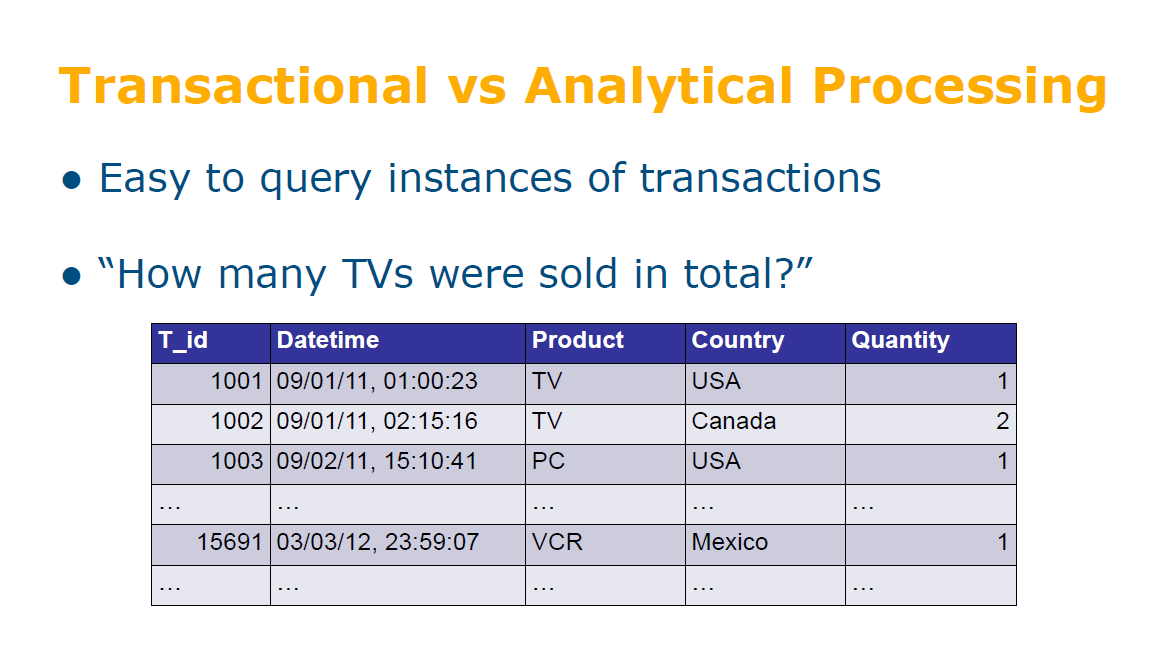 Transactional vs Analytical Processing
● Easy to query instances of transactions
● “How many TVs were sold in total?”
T_id Datetime Product Country Quantity
1001 09/01/11, 01:00:23 TV USA 1
1002 09/01/11, 02:15:16 TV Canada 2
1003 09/02/11, 15:10:41 PC USA 1
… … … … …
15691 03/03/12, 23:59:07 VCR Mexico 1
… … … … …